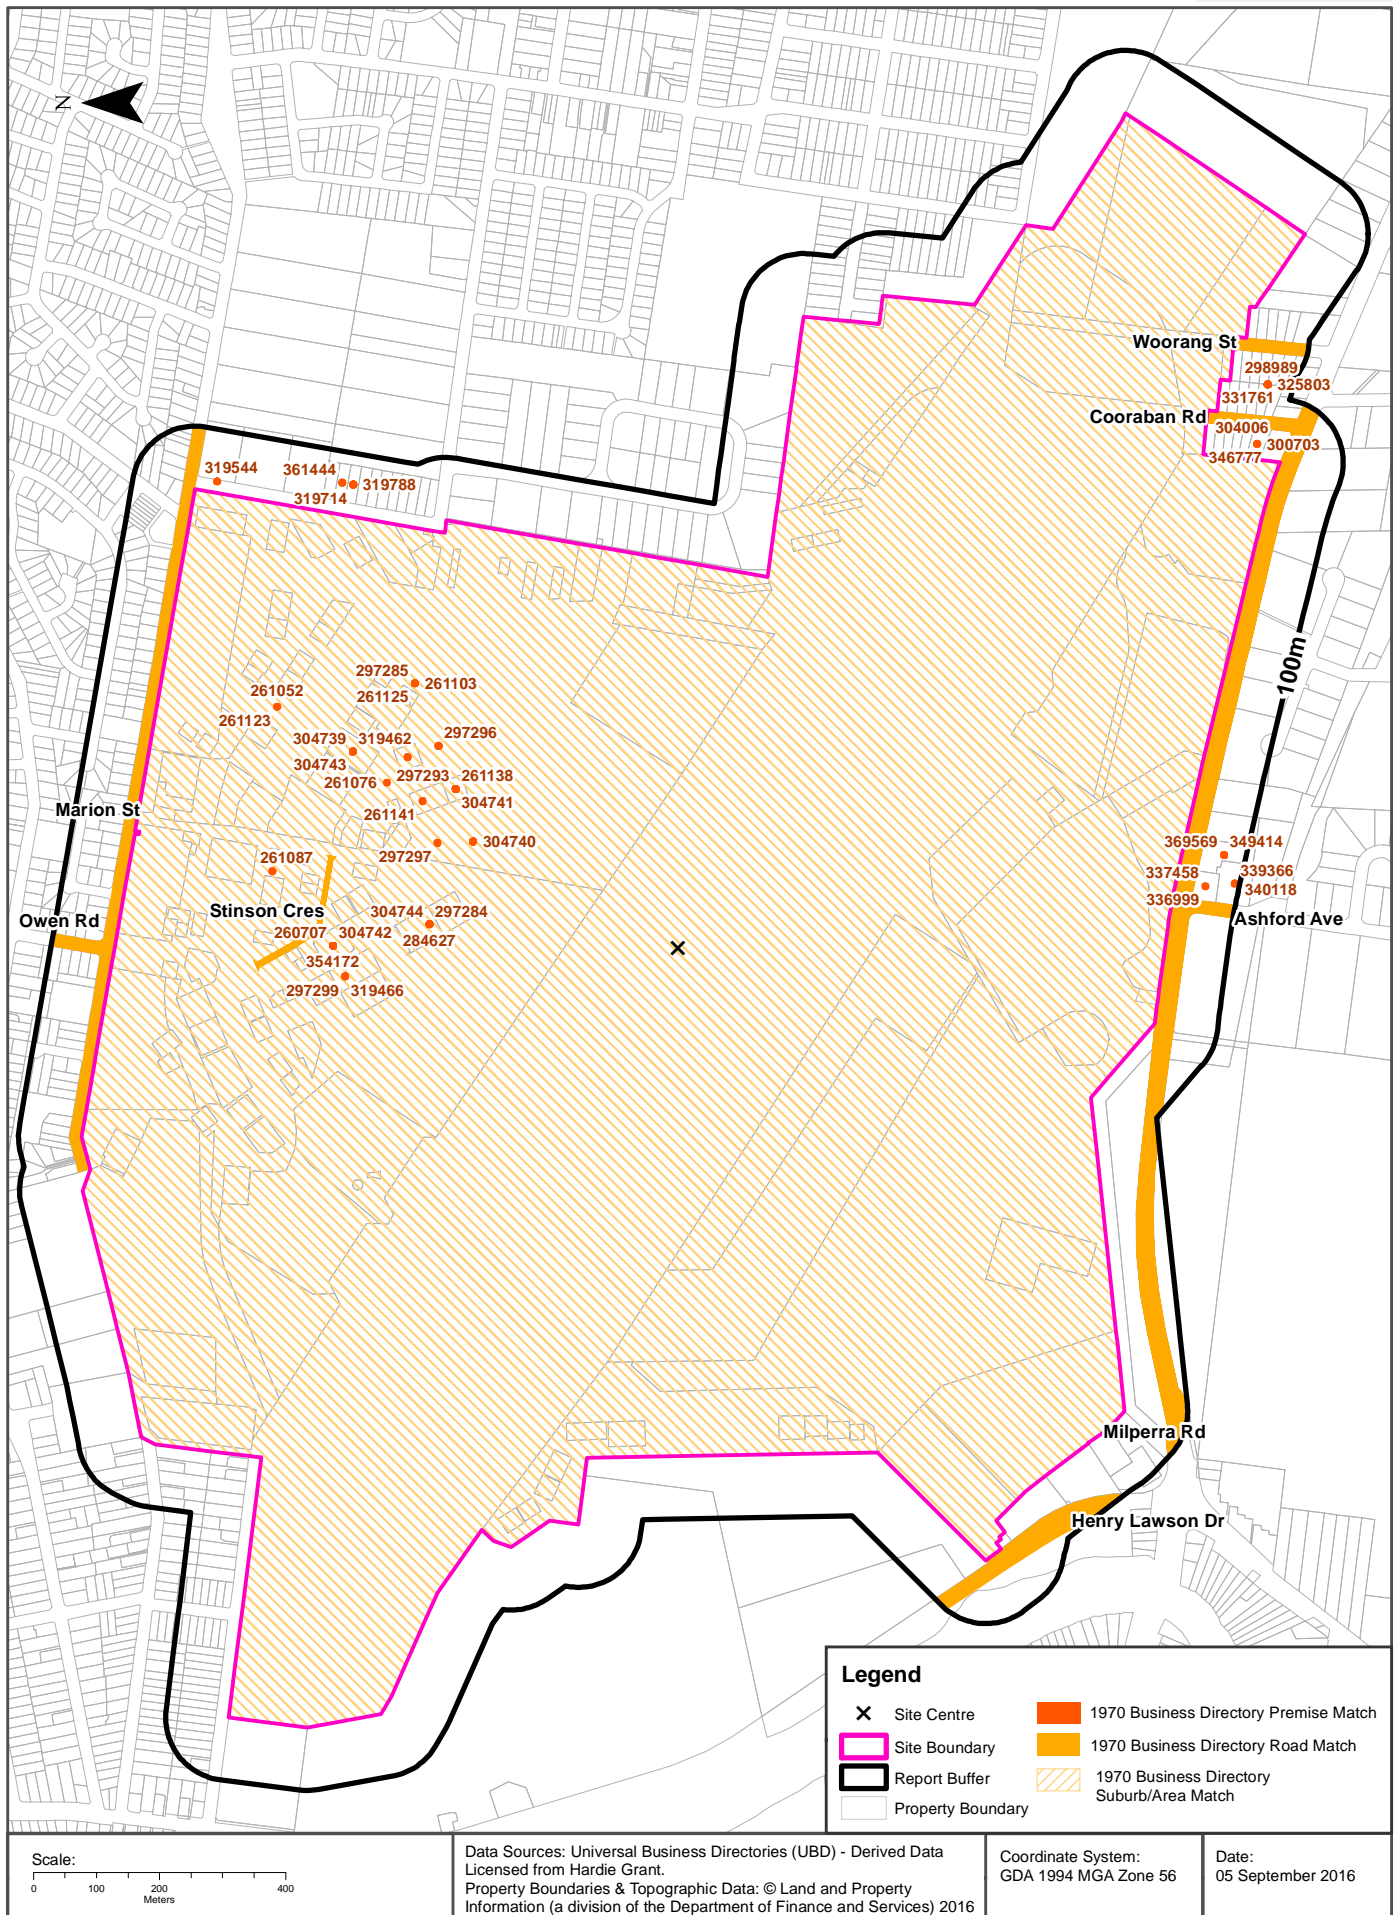 N
Woorang St
298989
325803
331761
Cooraban Rd
304006
300703
346777
319544
361444
319788
319714
100m
297285
261103
261125
261052
261123
304739
319462
297296
304743
261076
297293
261138
304741
261141
Marion St
304740
297297
261087
369569
349414
337458
339366
340118
336999
Ashford Ave
Stinson Cres
304744
297284
284627
Owen Rd
260707
304742
354172
297299
319466
Milperra Rd
Henry Lawson Dr
Legend
Site Centre
Site Boundary
Report Buffer
Property Boundary
1970 Business Directory Premise Match
1970 Business Directory Road Match
1970 Business Directory
Suburb/Area Match
Scale:
0 100 200 400
Meters
Data Sources: Universal Business Directories (UBD) - Derived Data
Licensed from Hardie Grant.
Property Boundaries & Topographic Data: © Land and Property
Information (a division of the Department of Finance and Services) 2016
Coordinate System:
GDA 1994 MGA Zone 56
Date:
05 September 2016